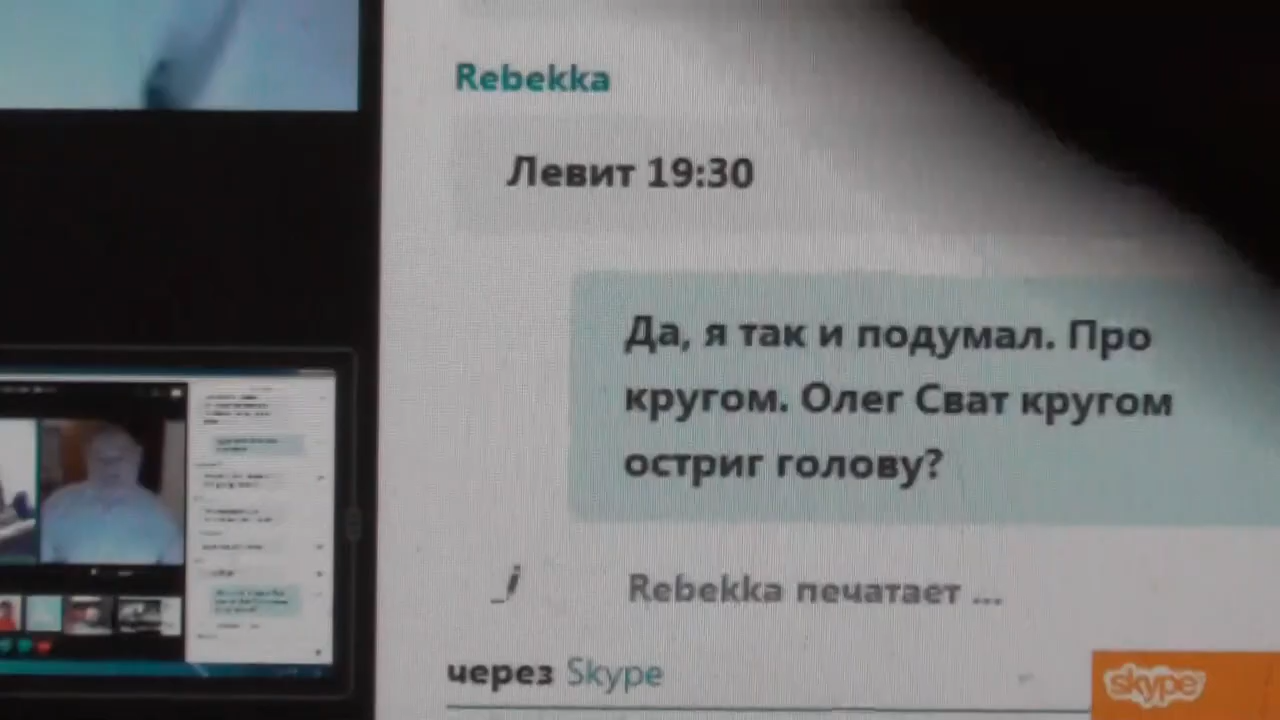 Rebekka
Левит 19:30
Да, я так и подумал. Про
кругом. Олег Сват кругом
остриг голову?
Rebekka печатает ...
через Skype
skype